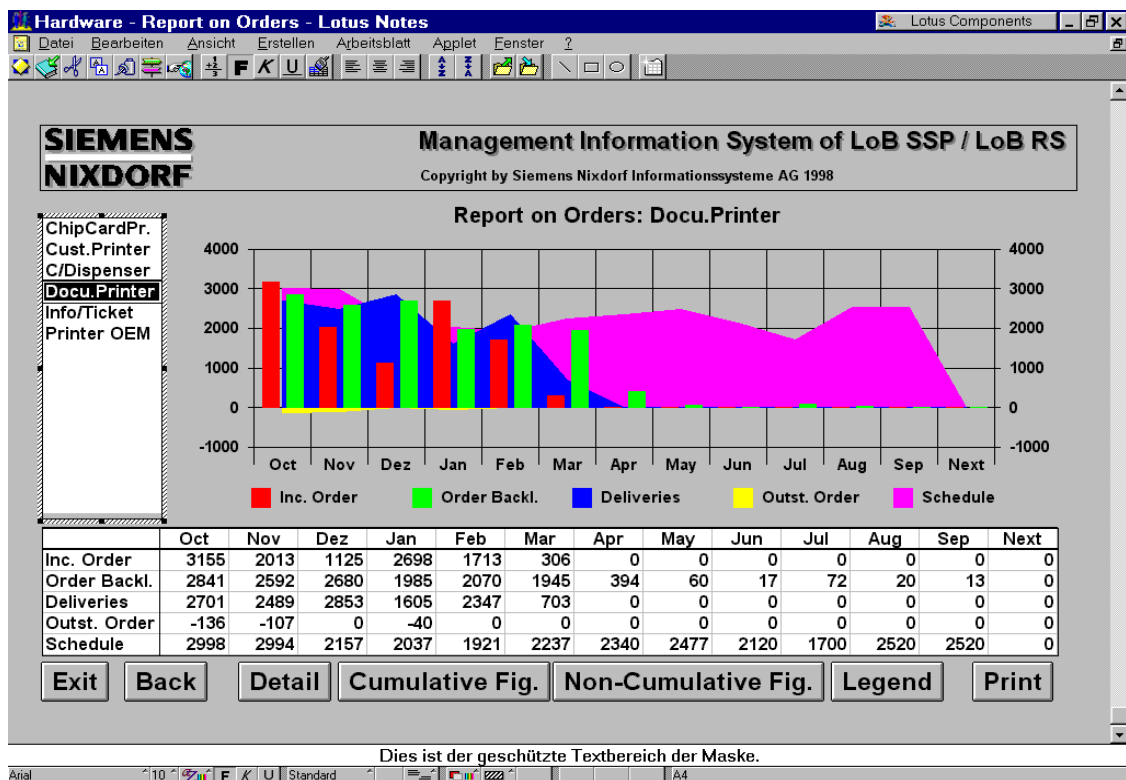 Hardware - Report on Orders - Lotus Notes
Lotus Components
Datei Bearbeiten Ansicht Erstellen Arbeitsblatt Applet Fenster ?
F K U
SIEMENS
NIXDORF
Management Information System of LoB SSP / LoB RS
Copyright by Siemens Nixdorf Informationssysteme AG 1998
ChipCardPr.
Cust.Printer
C/Dispenser
Docu.Printer
Info/Ticket
Printer OEM
Report on Orders: Docu.Printer
4000 4000
3000 3000
2000 2000
1000 1000
0 0
-1000 -1000
Oct Nov Dez Jan Feb Mar Apr May Jun Jul Aug Sep Next
Inc. Order Order Backl. Deliveries Outst. Order Schedule
Oct Nov Dez Jan Feb Mar Apr May Jun Jul Aug Sep Next
Inc. Order 3155 2013 1125 2698 1713 306 0 0 0 0 0 0 0
Order Backl. 2841 2592 2680 1985 2070 1945 394 60 17 72 20 13 0
Deliveries 2701 2489 2853 1605 2347 703 0 0 0 0 0 0 0
Outst. Order -136 -107 0 -40 0 0 0 0 0 0 0 0 0
Schedule 2998 2994 2157 2037 1921 2237 2340 2477 2120 1700 2520 2520 0
Exit Back Detail Cumulative Fig. Non-Cumulative Fig. Legend Print
Dies ist der geschützte Textbereich der Maske.
Arial 10 F K U Standard A4